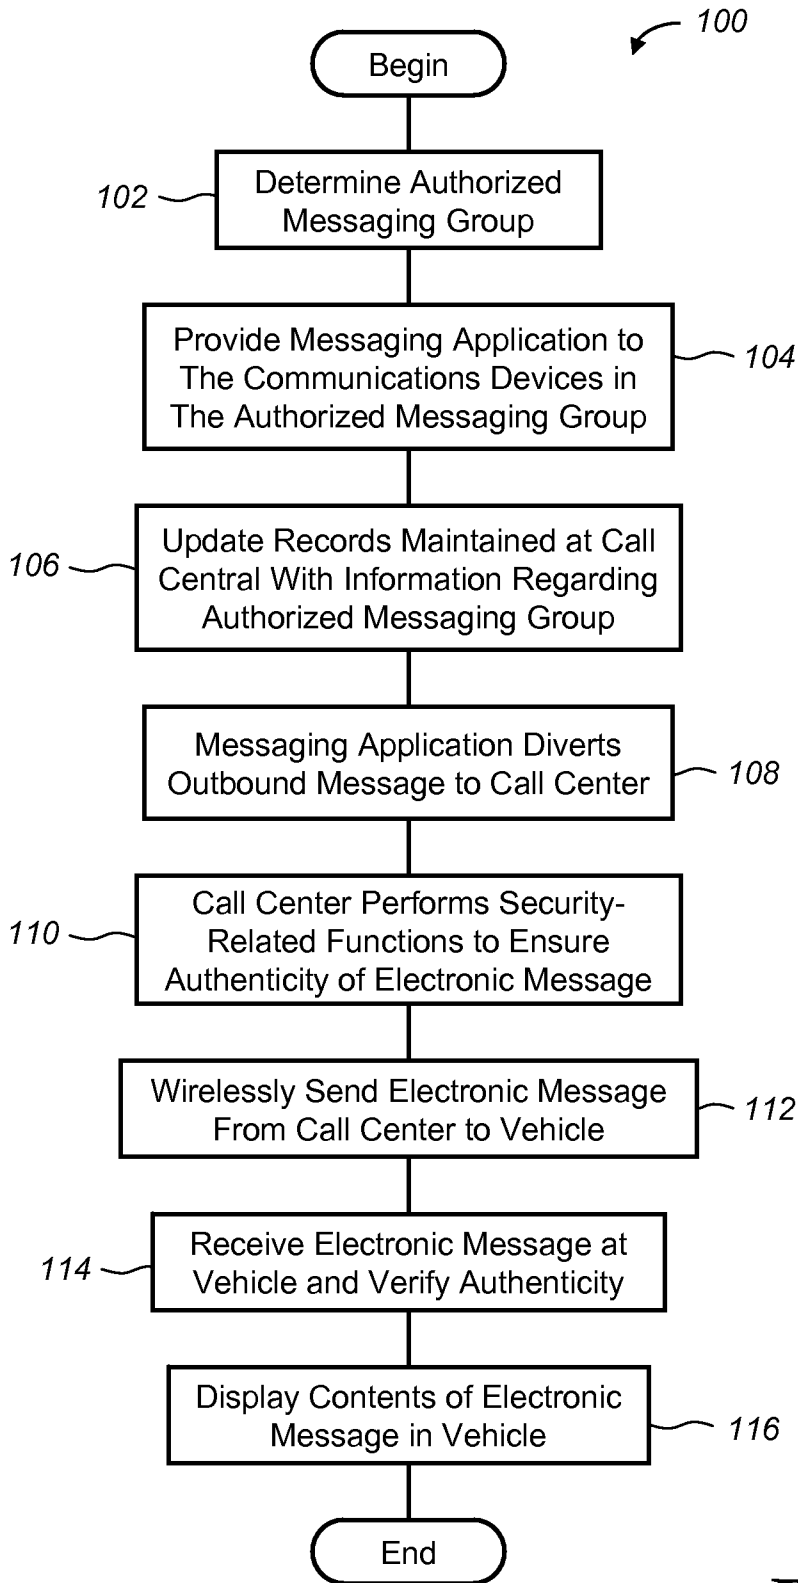 100
Begin
102
Determine Authorized
Messaging Group
Provide Messaging Application to
The Communications Devices in
The Authorized Messaging Group
104
106
Update Records Maintained at Call
Central With Information Regarding
Authorized Messaging Group
Messaging Application Diverts
Outbound Message to Call Center
108
110
Call Center Performs Security-
Related Functions to Ensure
Authenticity of Electronic Message
Wirelessly Send Electronic Message
From Call Center to Vehicle
112
114
Receive Electronic Message at
Vehicle and Verify Authenticity
Display Contents of Electronic
Message in Vehicle
116
End